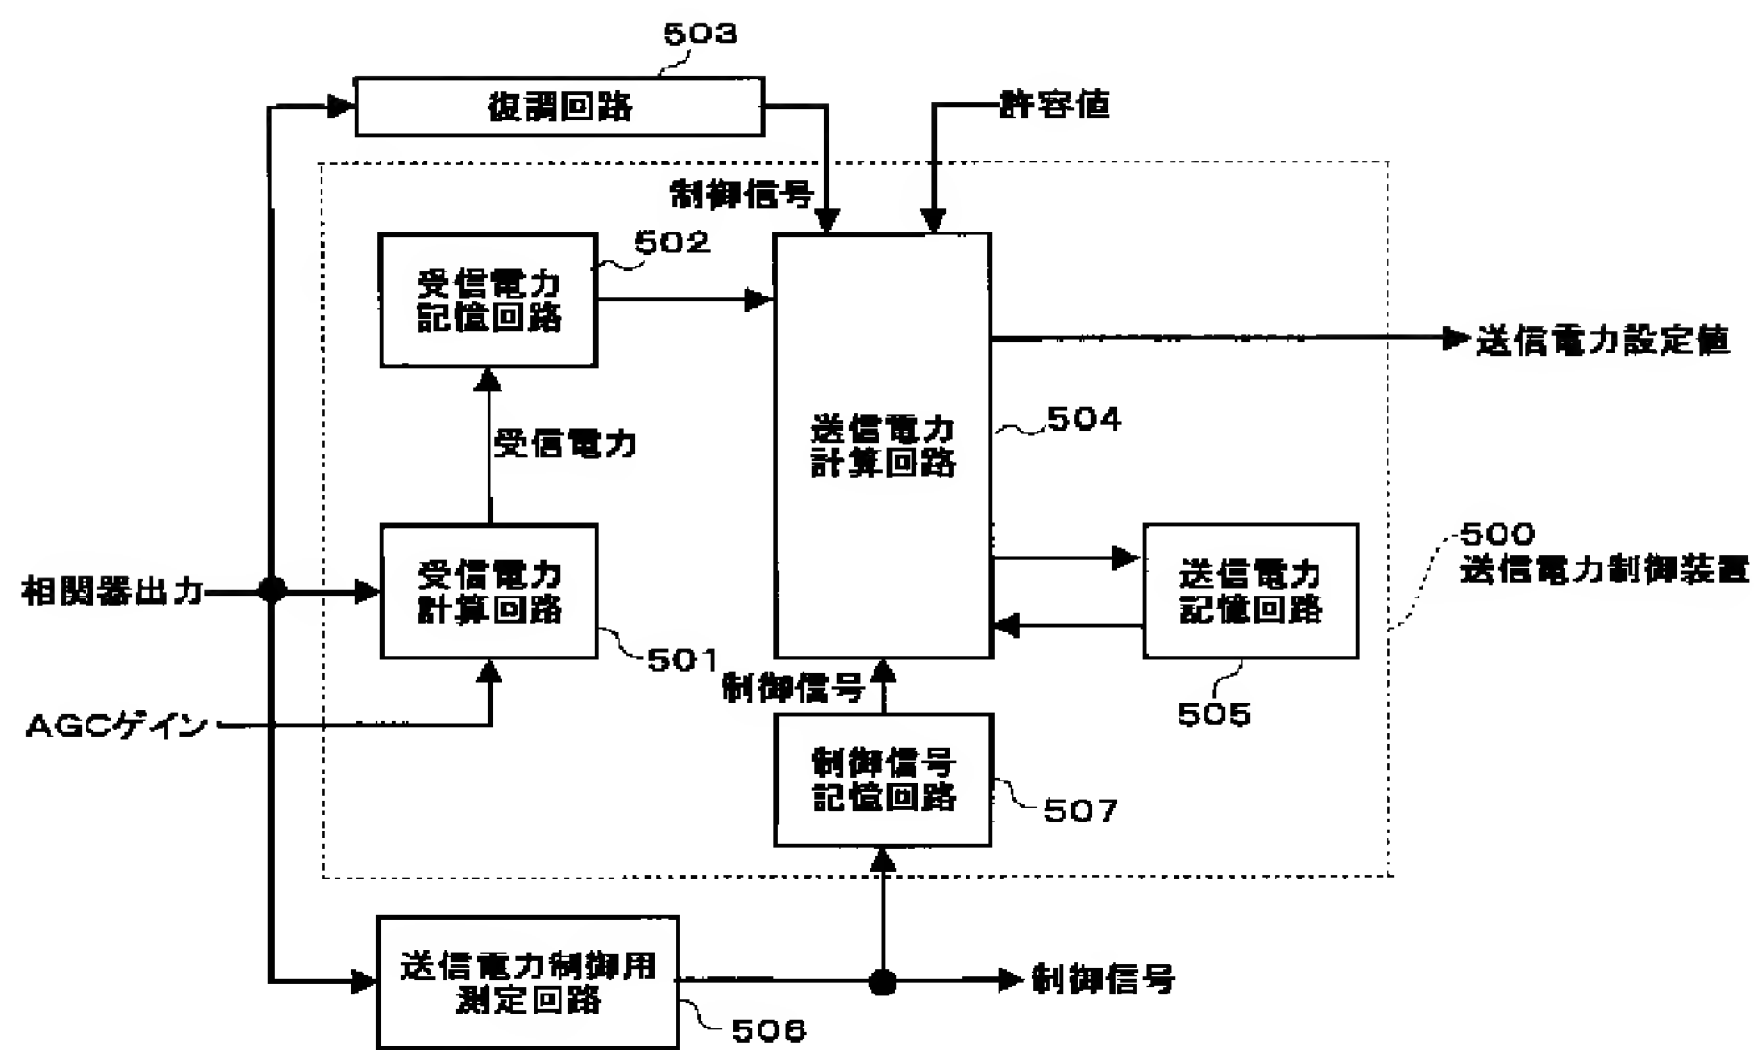 503
復調回路
許容値
制御信号
502
受信電力
記憶回路
送信電力設定値
504
送信電力
計算回路
受信電力
500
送信電力制御装置
受信電力
計算回路
送信電力
記憶回路
相関器出力
501
制御信号
505
AGCゲイン
制御信号
記憶回路
507
送信電力制御用
測定回路
制御信号
506